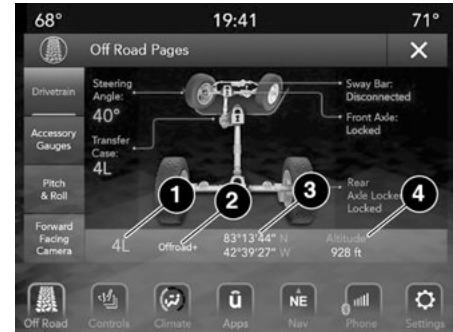 68°
19:41
71°
Off Road Pages
X
Drivetrain
Accessory
Gauges
Pitch
& Roll
Forward
Facing
Camera
Steering
Angle:
40°
Transfer
Case:
4L
Sway Bar:
Disconnected
Front Axle:
Locked
Rear
Axle Locker
Locked
1
2
3
4
4L
Offroad+
83°13'44" N
42°39'27" W
Altitude
928 ft
û
NE
Off Road
Controls
Climate
Apps
Nav
Phone
Settings